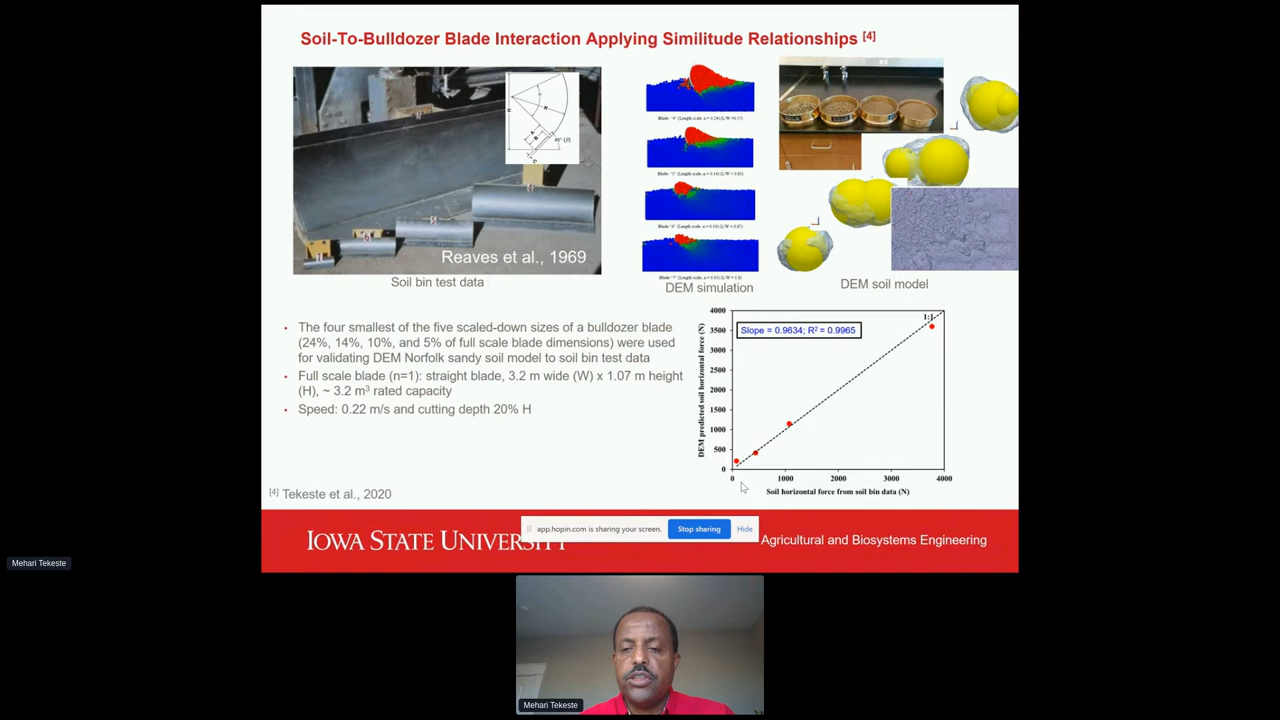 Soil-To-Bulldozer Blade Interaction Applying Similitude Relationships [4]
Reaves et al., 1969
Soil bin test data
DEM simulation
DEM soil model
• The four smallest of the five scaled-down sizes of a bulldozer blade
(24%, 14%, 10%, and 5% of full scale blade dimensions) were used
for validating DEM Norfolk sandy soil model to soil bin test data
• Full scale blade (n=1): straight blade, 3.2 m wide (W) x 1.07 m height
(H), ~ 3.2 m³ rated capacity
• Speed: 0.22 m/s and cutting depth 20% H
Slope = 0.9634; R² = 0.9965
1:1
DEM predicted soil horizontal force (N)
4000
3500
3000
2500
2000
1500
1000
500
0
0 1000 2000 3000 4000
Soil horizontal force from soil bin data (N)
[4] Tekeste et al., 2020
IOWA STATE UNIVERSITY
app.hopin.com is sharing your screen.
Stop sharing
Hide
Agricultural and Biosystems Engineering
Mehari Tekeste
Mehari Tekeste